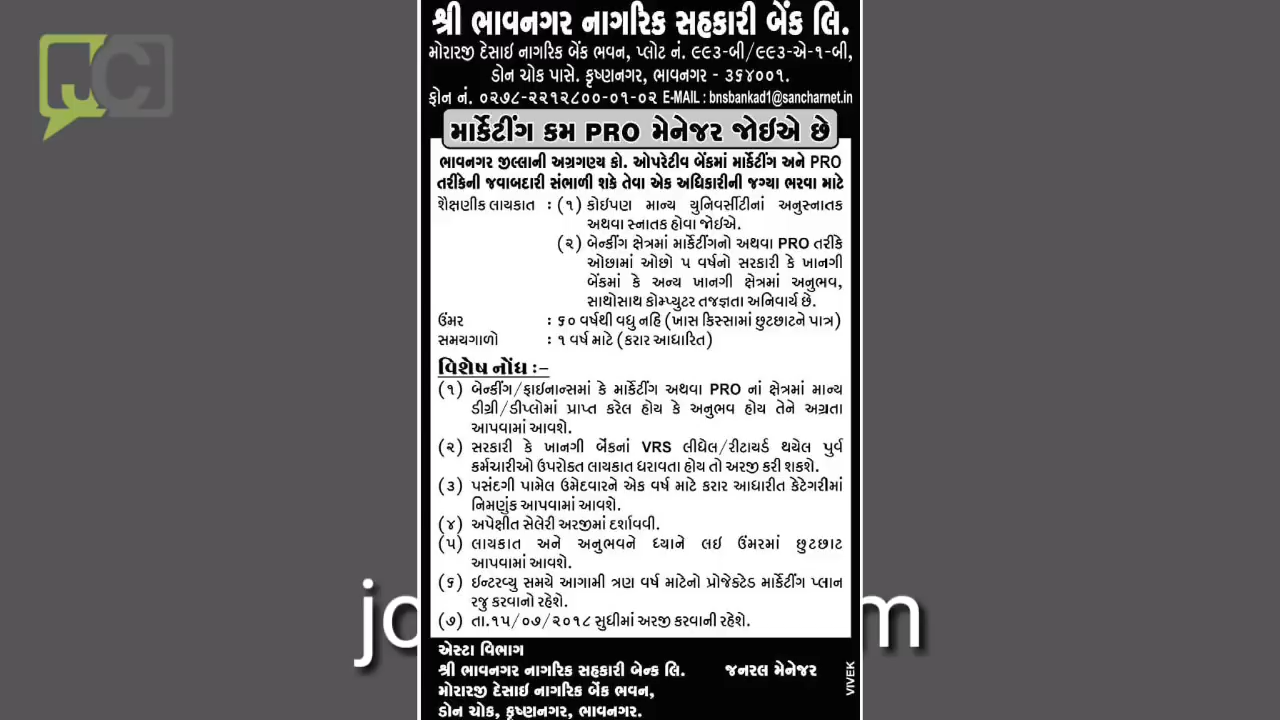 JC
શ્રી ભાવનગર નાગરિક સહકારી બેંક લિ.
મોરારજી દેસાઇ નાગરિક બેંક ભવન, પ્લોટ નં. ૯૯૩-બી/૯૯૩-એ-૧-બી,
ડોન ચોક પાસે. કૃષ્ણનગર, ભાવનગર - ૩૬૪૦૦૧.
ફોન નં. ૦૨૭૮-૨૨૧૨૮૦૦-૦૧-૦૨ E-MAIL : bnsbankad1@sancharnet.in
માર્કેટીંગ કમ PRO મેનેજર જોઈએ છે
ભાવનગર જીલ્લાની અગ્રગણ્ય કો. ઓપરેટીવ બેંકમાં માર્કેટીંગ અને PRO
તરીકેની જવાબદારી સંભાળી શકે તેવા એક અધિકારીની જગ્યા ભરવા માટે
શૈક્ષણીક લાયકાત : (૧) કોઈપણ માન્ય યુનિવર્સીટીનાં અનુસ્નાતક
અથવા સ્નાતક હોવા જોઇએ.
(૨) બેન્કીંગ ક્ષેત્રમાં માર્કેટીંગનો અથવા PRO તરીકે
ઓછામાં ઓછો ૫ વર્ષનો સરકારી કે ખાનગી
બેંકમાં કે અન્ય ખાનગી ક્ષેત્રમાં અનુભવ,
સાથોસાથ કોમ્પ્યુટર તજજ્ઞતા અનિવાર્ય છે.
ઉંમર : ૬૦ વર્ષથી વધુ નહિ (ખાસ કિસ્સામાં છુટછાટને પાત્ર)
સમયગાળો : ૧ વર્ષ માટે (કરાર આધારિત)
વિશેષ નોંધ :-
(૧) બેન્કીંગ/ફાઇનાન્સમાં કે માર્કેટીંગ અથવા PRO નાં ક્ષેત્રમાં માન્ય
ડીગ્રી/ડીપ્લોમાં પ્રાપ્ત કરેલ હોય કે અનુભવ હોય તેને અગ્રતા
આપવામાં આવશે.
(૨) સરકારી કે ખાનગી બેંકનાં VRS લીધેલ/રીટાયર્ડ થયેલ પુર્વ
કર્મચારીઓ ઉપરોક્ત લાયકાત ધરાવતા હોય તો અરજી કરી શકશે.
(૩) પસંદગી પામેલ ઉમેદવારને એક વર્ષ માટે કરાર આધારીત કેટેગરીમાં
નિમણુંક આપવામાં આવશે.
(૪) અપેક્ષીત સેલેરી અરજીમાં દર્શાવવી.
(૫) લાયકાત અને અનુભવને ધ્યાને લઇ ઉંમરમાં છુટછાટ
આપવામાં આવશે.
(૬) ઇન્ટરવ્યુ સમયે આગામી ત્રણ વર્ષ માટેનો પ્રોજેક્ટેડ માર્કેટીંગ પ્લાન
રજુ કરવાનો રહેશે.
(૭) તા.૧૫/૦૭/૨૦૧૮ સુધીમાં અરજી કરવાની રહેશે.
એસ્ટા વિભાગ
શ્રી ભાવનગર નાગરિક સહકારી બેન્ક લિ. જનરલ મેનેજર
મોરારજી દેસાઈ નાગરિક બેંક ભવન,
ડોન ચોક, કૃષ્ણનગર, ભાવનગર.
VIVEK